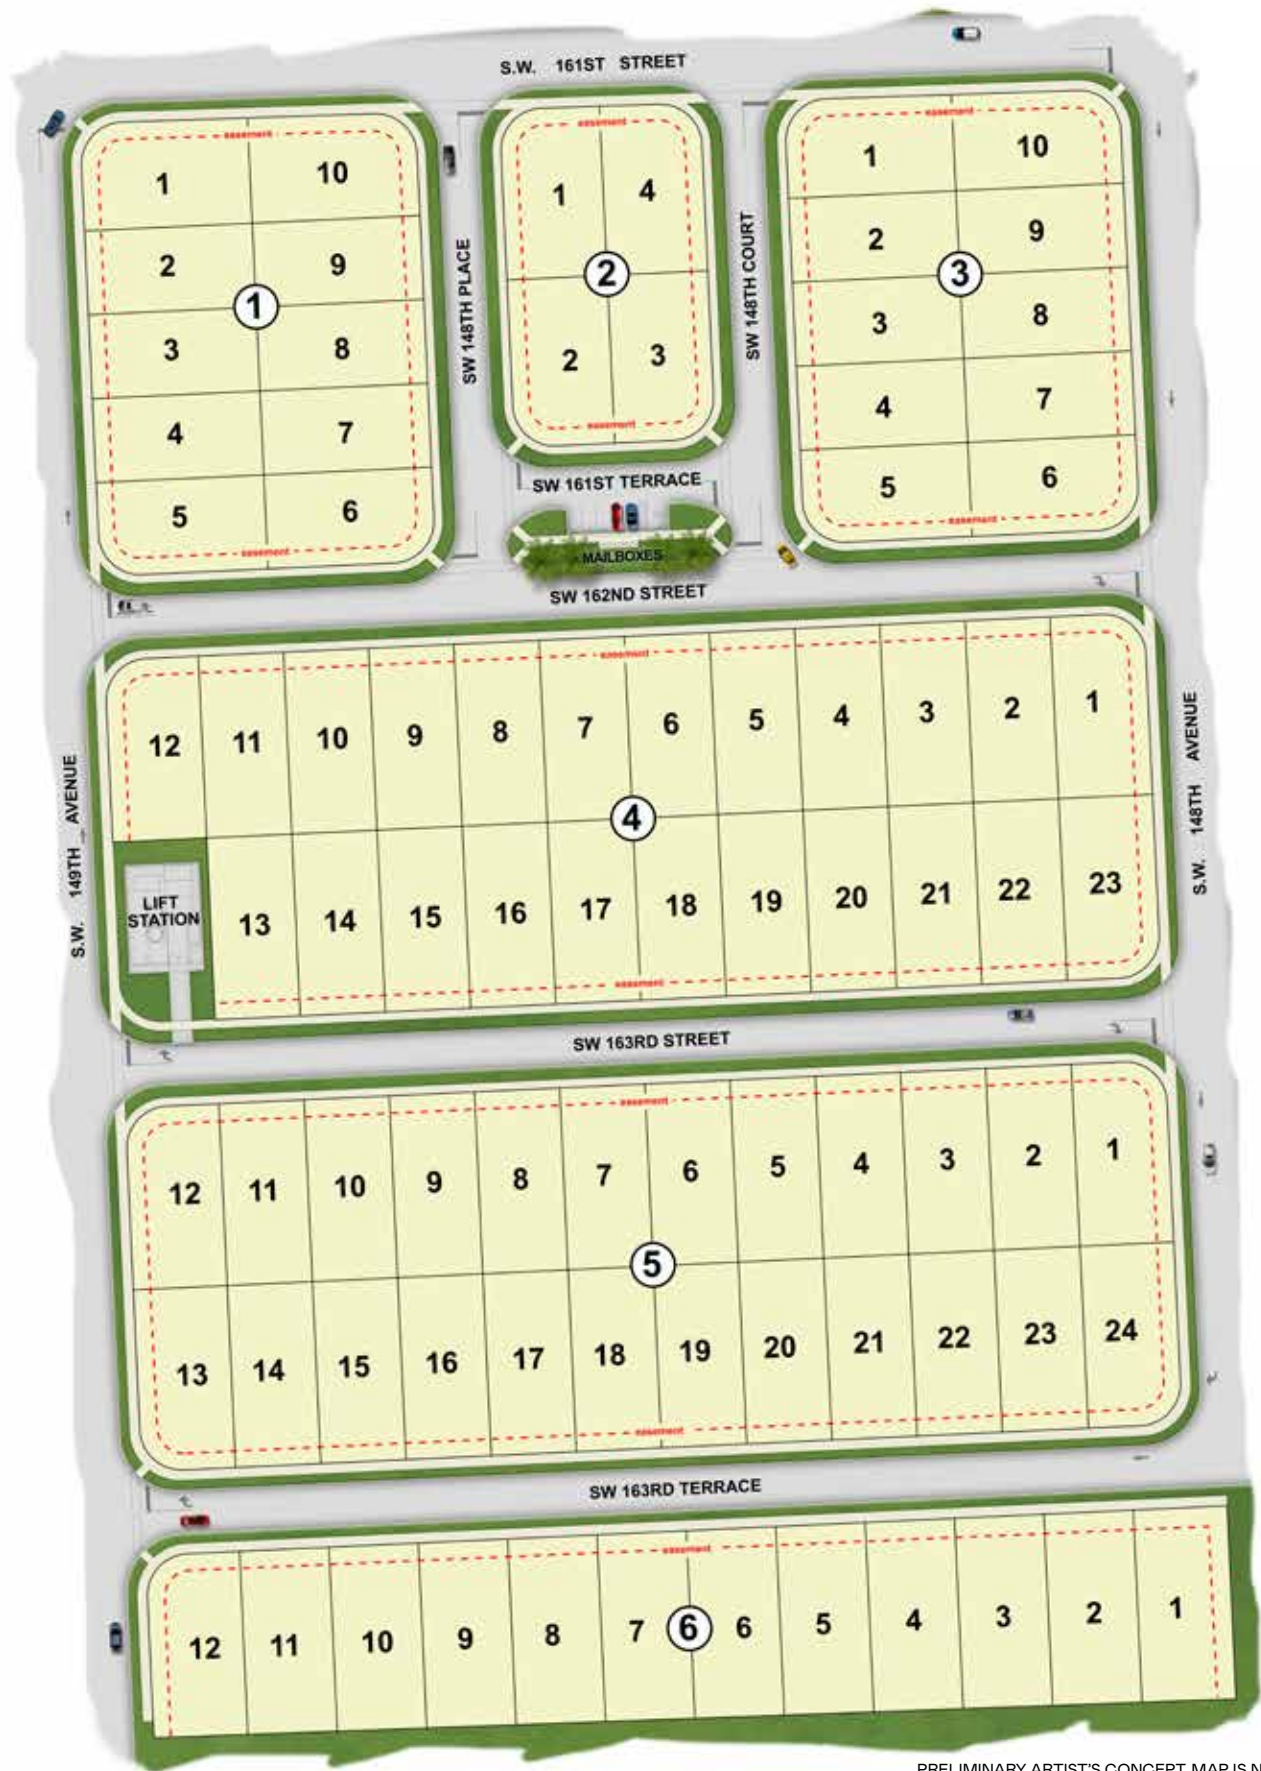 S.W. 161ST STREET
easement
1 10
2 9
1
3 8
4 7
5 6
easement
SW 148TH PLACE
easement
1 4
2
2 3
easement
SW 148TH COURT
easement
1 10
2 9
3
3 8
4 7
5 6
easement
SW 161ST TERRACE
MAILBOXES
SW 162ND STREET
easement
12 11 10 9 8 7 6 5 4 3 2 1
4
LIFT
STATION
13 14 15 16 17 18 19 20 21 22 23
easement
S.W. 149TH AVENUE
S.W. 148TH AVENUE
SW 163RD STREET
easement
12 11 10 9 8 7 6 5 4 3 2 1
5
13 14 15 16 17 18 19 20 21 22 23 24
easement
SW 163RD TERRACE
easement
12 11 10 9 8 7 6 6 5 4 3 2 1
PRELIMINARY ARTIST'S CONCEPT. MAP IS N